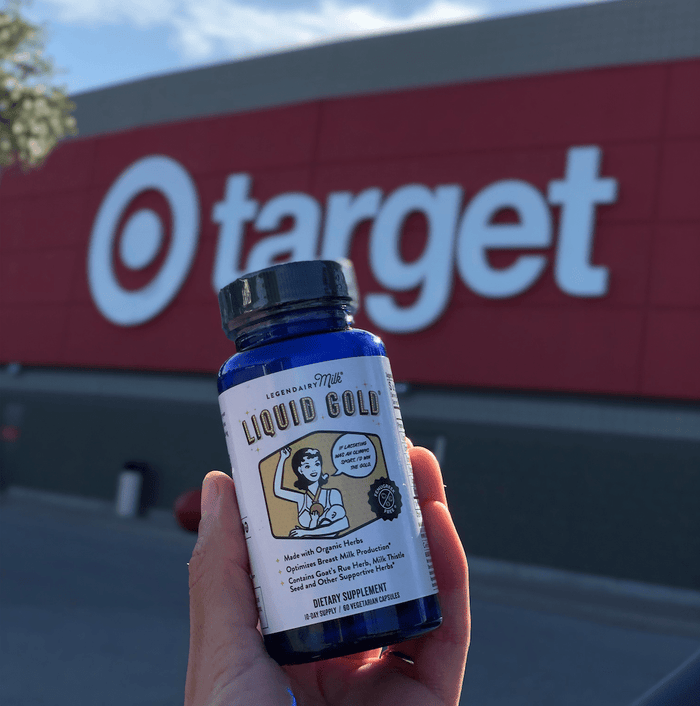 target
LEGENDAIRY Milk®
LIQUID GOLD®
IF LACTATING
WAS AN OLYMPIC
SPORT, I'D WIN
THE GOLD.
FENUGREEK
FREE
Made with Organic Herbs
Optimizes Breast Milk Production*
Contains Goat's Rue Herb, Milk Thistle
Seed and Other Supportive Herbs*
DIETARY SUPPLEMENT
10-DAY SUPPLY / 60 VEGETARIAN CAPSULES